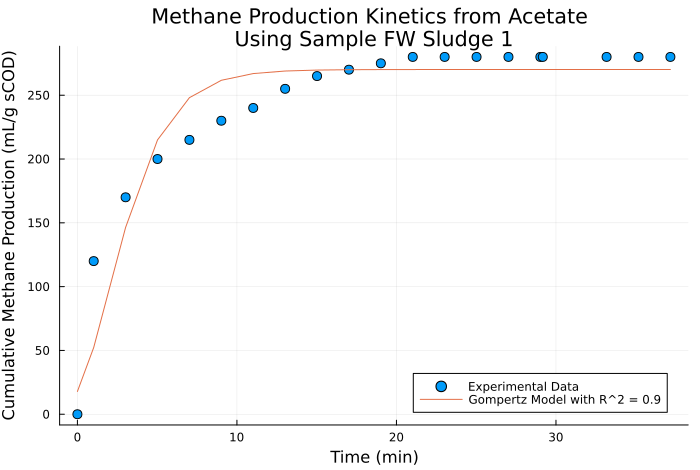 Methane Production Kinetics from Acetate
Using Sample FW Sludge 1
Cumulative Methane Production (mL/g sCOD)
250
200
150
100
50
0
0
10
20
30
Time (min)
Experimental Data
Gompertz Model with R^2 = 0.9